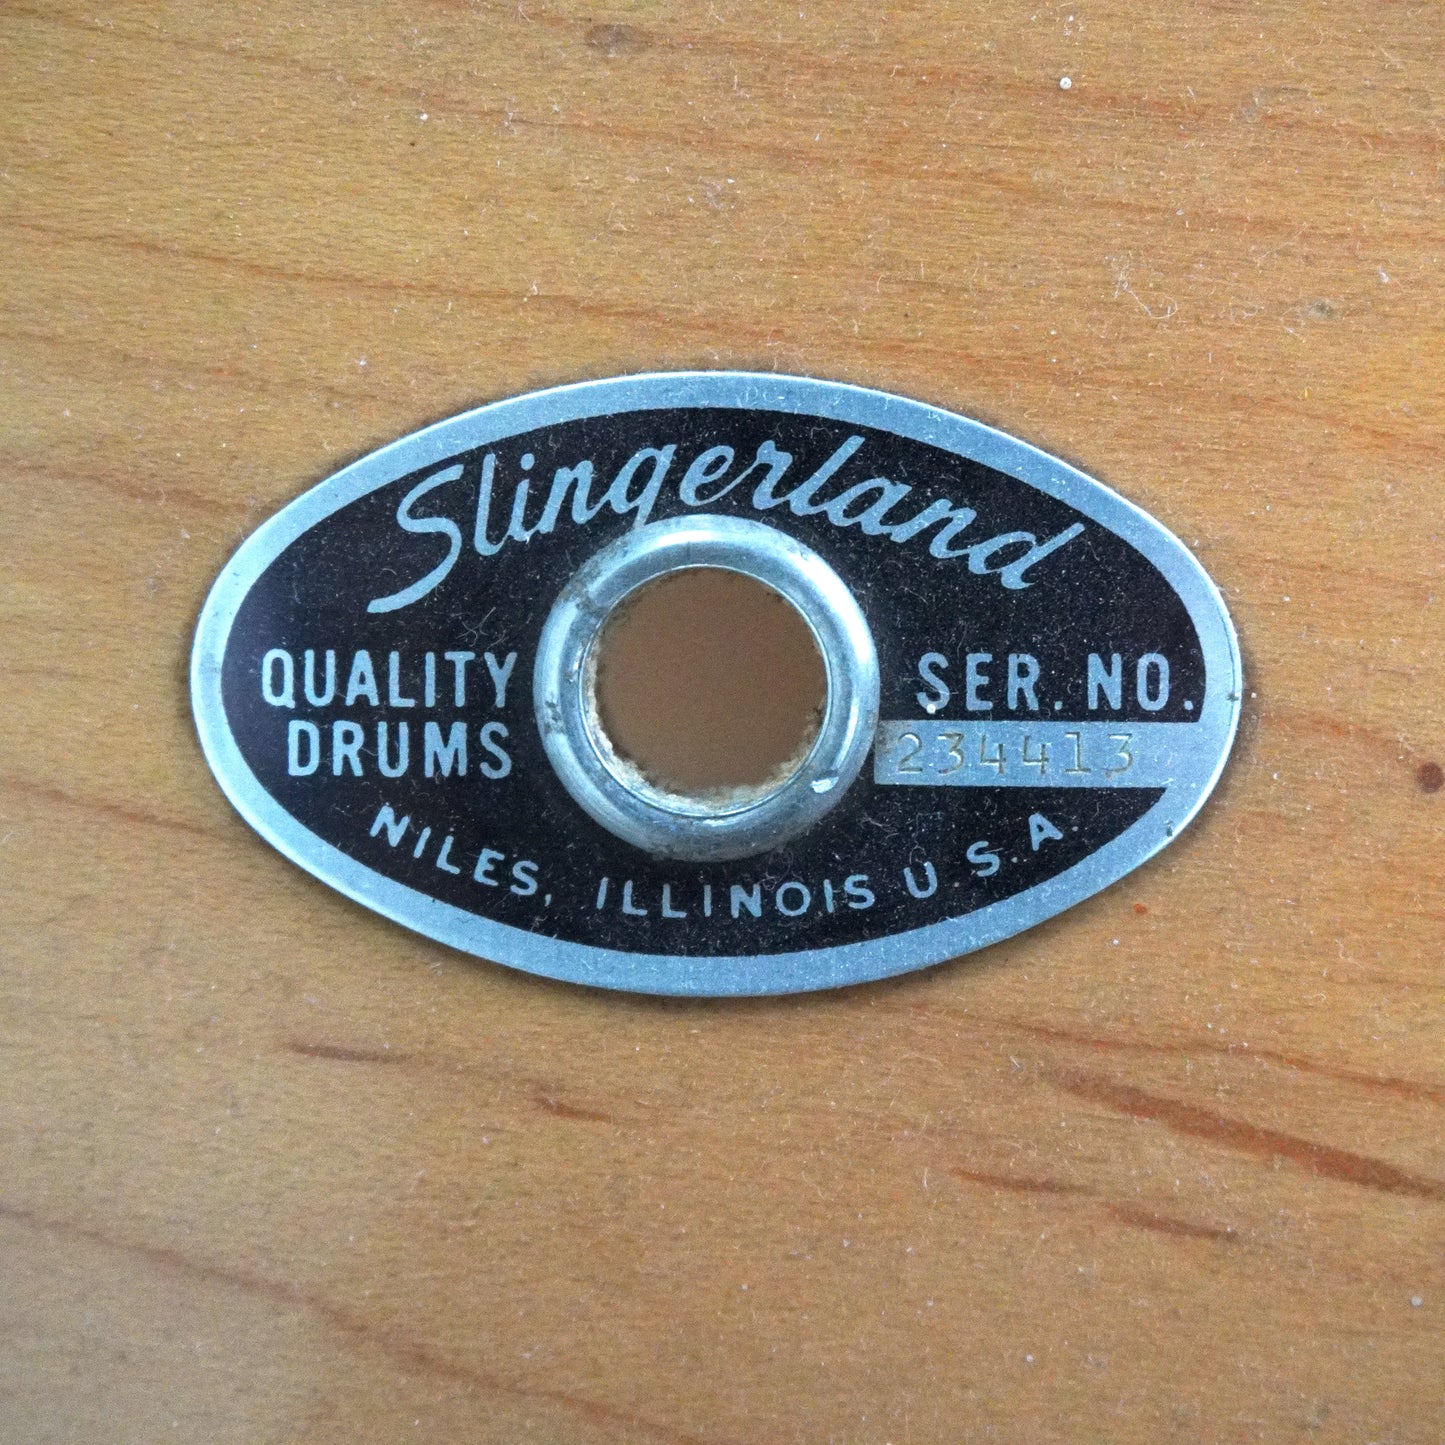 Slingerland
QUALITY
DRUMS
SER. NO.
234413
NILES, ILLINOIS U.S.A.